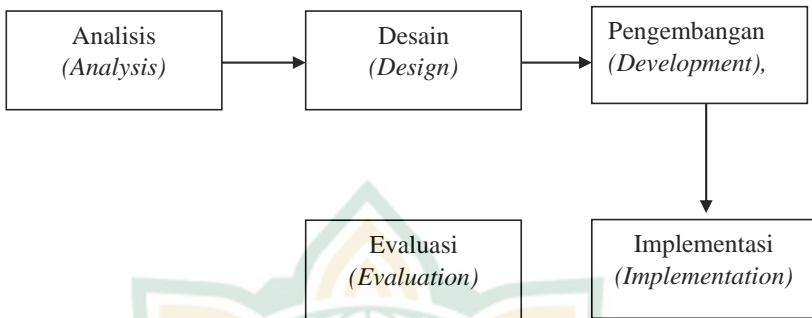 Analisis
(Analysis)
Desain
(Design)
Pengembangan
(Development),
Implementasi
(Implementation)
Evaluasi
(Evaluation)